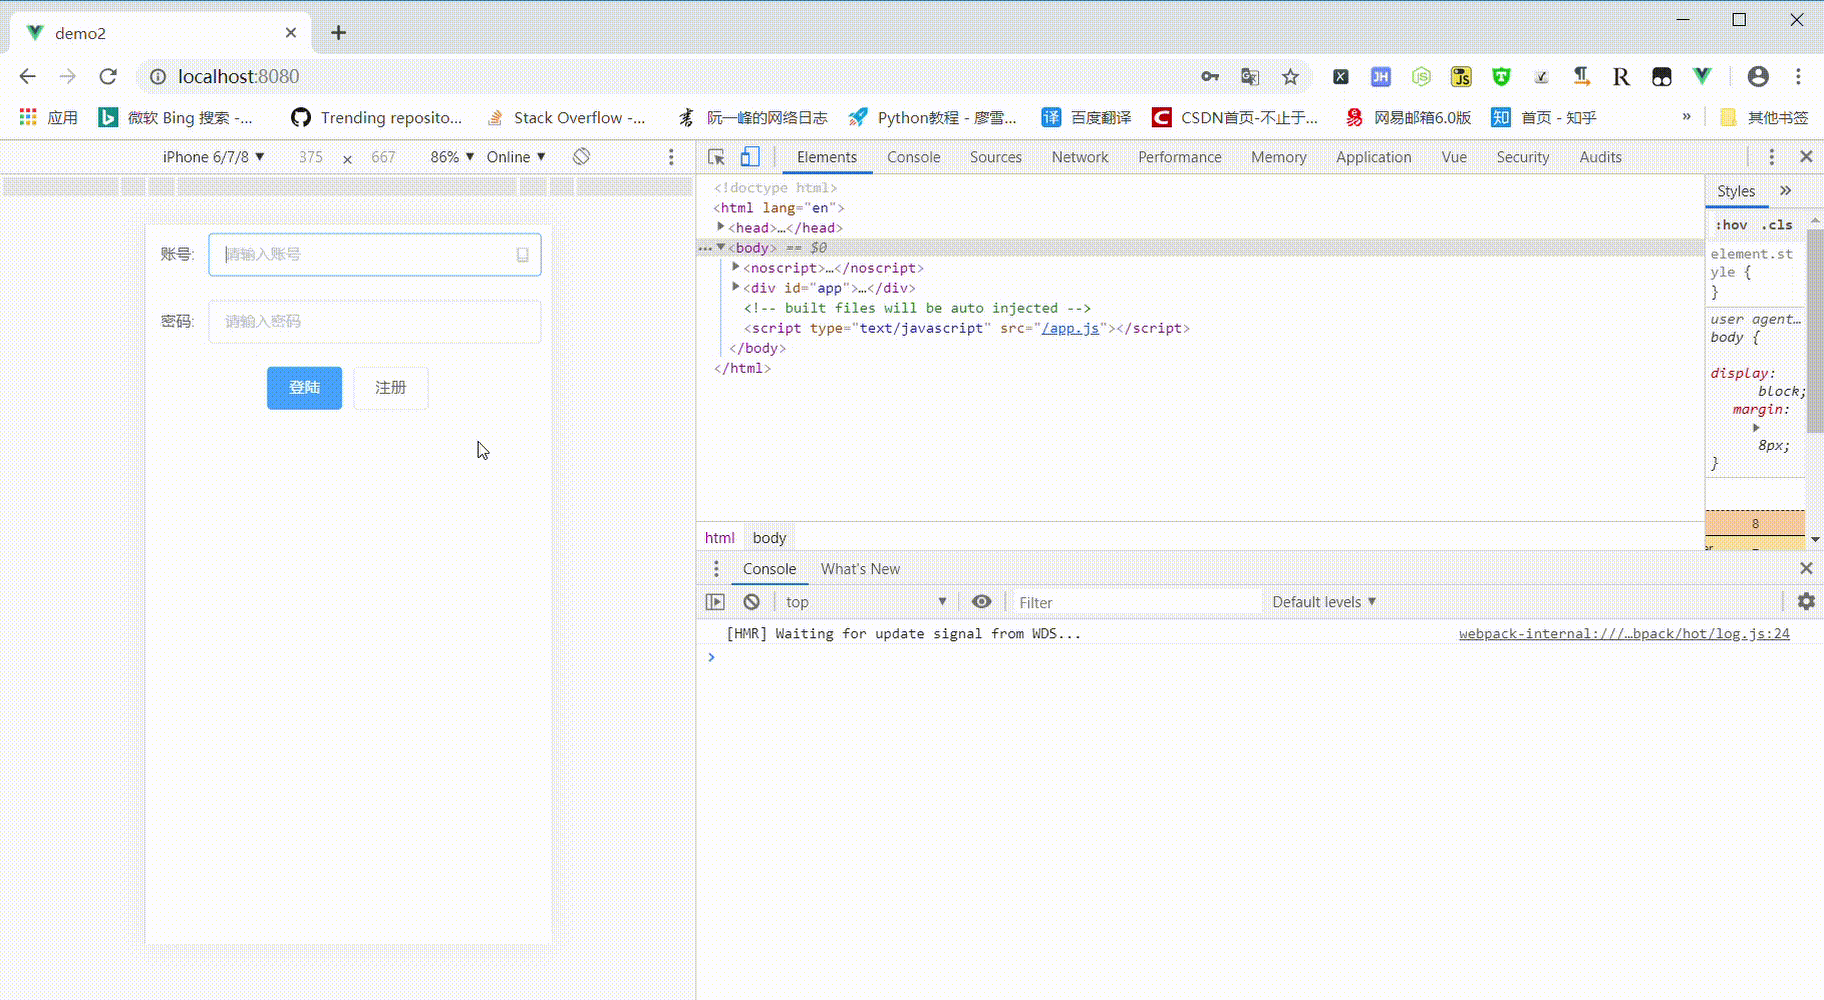 demo2
localhost:8080
应用 微软 Bing 搜索 -... Trending reposito... Stack Overflow -... 阮一峰的网络日志 Python教程 - 廖雪... 百度翻译 CSDN首页-不止于... 网易邮箱6.0版 首页 - 知乎 » 其他书签
iPhone 6/7/8 ▼ 375 × 667 86% ▼ Online ▼
Elements Console Sources Network Performance Memory Application Vue Security Audits
账号: 请输入账号
密码: 请输入密码
登陆 注册
<!doctype html>
<html lang="en">
▶<head>…</head>
…▼<body> == $0
▶<noscript>…</noscript>
▶<div id="app">…</div>
<!-- built files will be auto injected -->
<script type="text/javascript" src="/app.js"></script>
</body>
</html>
html body
Styles »
:hov .cls
element.st
yle {
}
user agent…
body {
display:
block;
margin:
▶
8px;
}
8
Console What's New
top ▼ Filter Default levels ▼
[HMR] Waiting for update signal from WDS... webpack-internal:///…bpack/hot/log.js:24
>